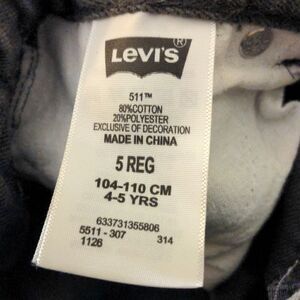 LEVI'S®
511™
80%COTTON
20%POLYESTER
EXCLUSIVE OF DECORATION
MADE IN CHINA
5 REG
104-110 CM
4-5 YRS
633731355806
5511 - 307
1126 314